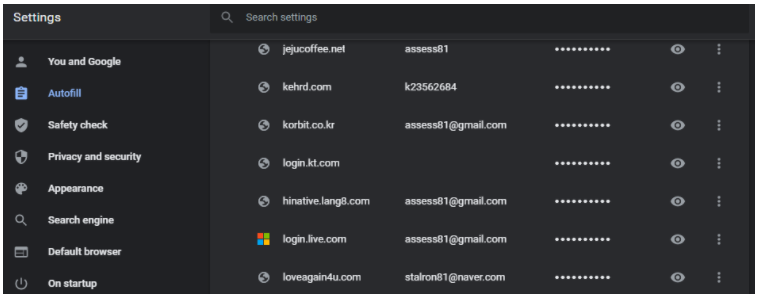 Settings
Search settings
You and Google
Autofill
Safety check
Privacy and security
Appearance
Search engine
Default browser
On startup
jejucoffee.net assess81 ••••••••••
kehrd.com k23562684 ••••••••••
korbit.co.kr assess81@gmail.com ••••••••••
login.kt.com ••••••••••
hinative.lang8.com assess81@gmail.com ••••••••••
login.live.com assess81@gmail.com ••••••••••
loveagain4u.com stalron81@naver.com ••••••••••